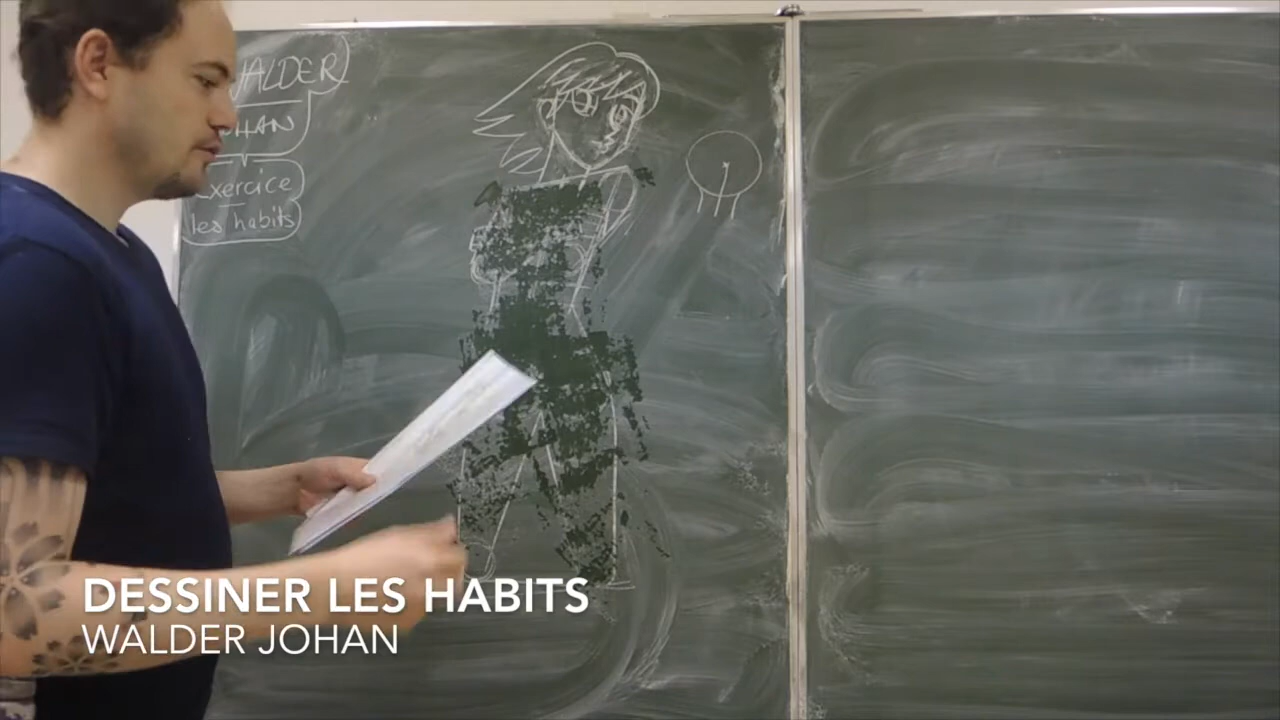 WALDER
JOHAN
Exercice
les habits
DESSINER LES HABITS
WALDER JOHAN